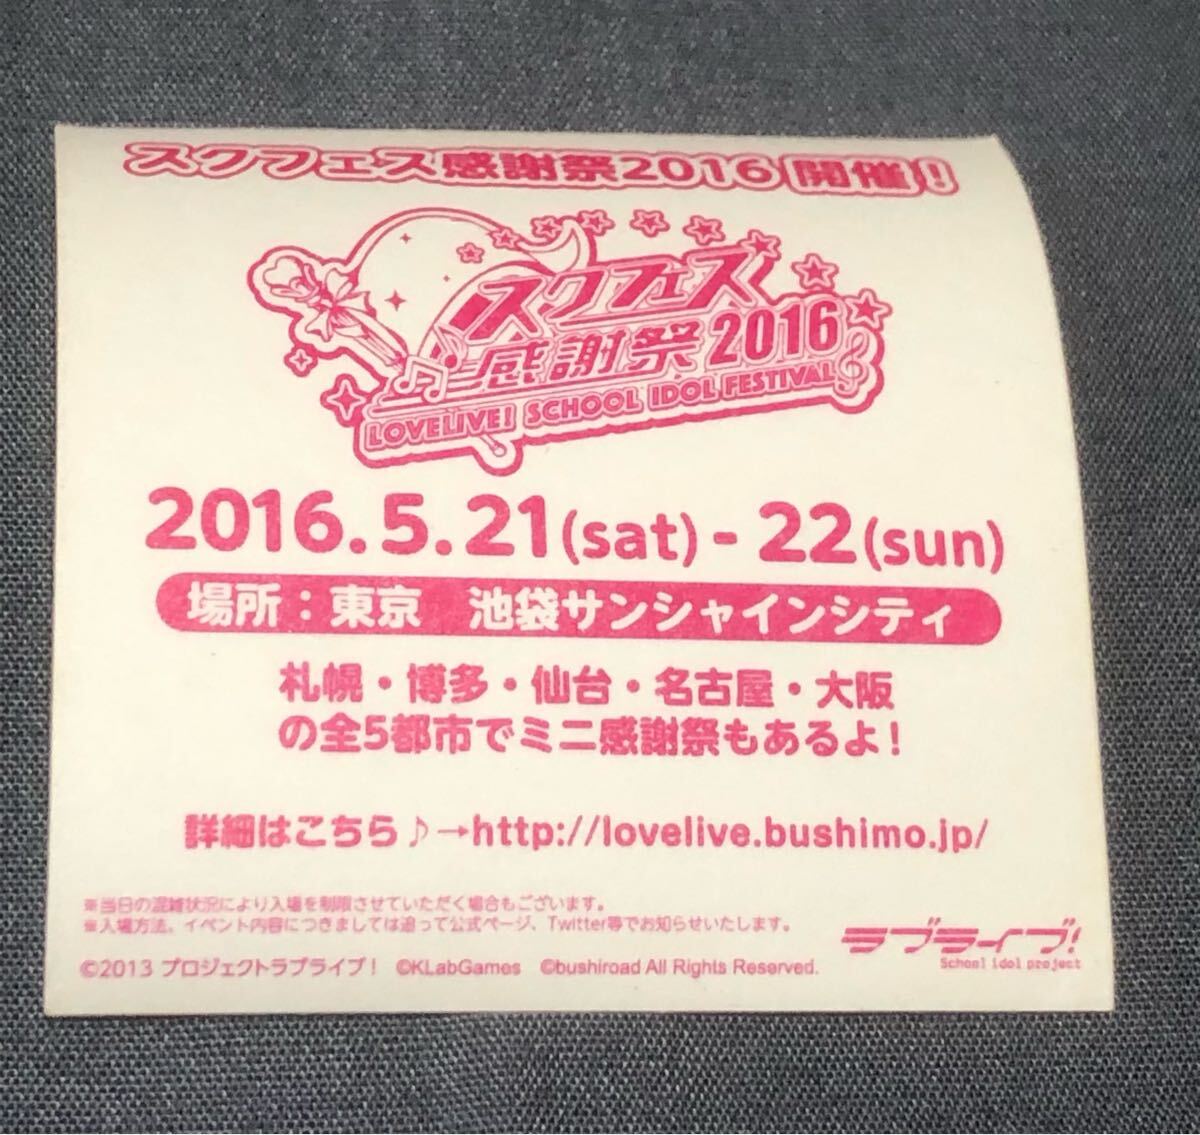 スクフェス感謝祭2016 開催！
スクフェス
感謝祭 2016
LOVELIVE! SCHOOL IDOL FESTIVAL
2016.5.21(sat) - 22(sun)
場所：東京　池袋サンシャインシティ
札幌・博多・仙台・名古屋・大阪
の全5都市でミニ感謝祭もあるよ！
詳細はこちら♪→http://lovelive.bushimo.jp/
※当日の混雑状況により入場を制限させていただく場合もございます。
※入場方法、イベント内容につきましては追って公式ページ、Twitter等でお知らせいたします。
©2013 プロジェクトラブライブ！ ©KLabGames ©bushiroad All Rights Reserved.
ラブライブ！
School idol project